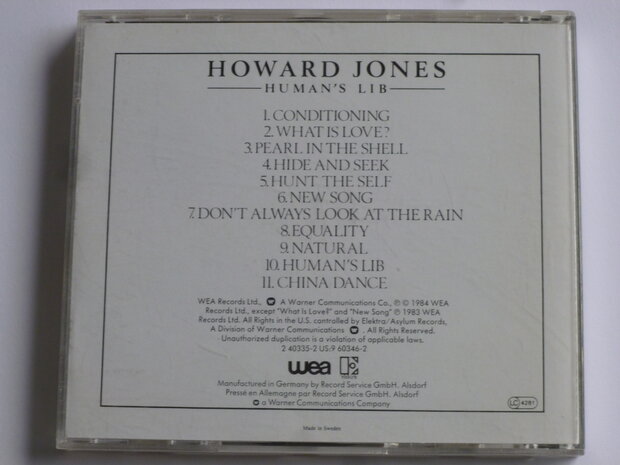 HOWARD JONES
HUMAN'S LIB
1. CONDITIONING
2. WHAT IS LOVE?
3. PEARL IN THE SHELL
4. HIDE AND SEEK
5. HUNT THE SELF
6. NEW SONG
7. DON'T ALWAYS LOOK AT THE RAIN
8. EQUALITY
9. NATURAL
10. HUMAN'S LIB
11. CHINA DANCE
WEA Records Ltd., A Warner Communications Co., ℗ © 1984 WEA
Records Ltd., except "What Is Love?" and "New Song" ℗ 1983 WEA
Records Ltd. All Rights in the U.S. controlled by Elektra/Asylum Records,
A Division of Warner Communications . All Rights Reserved.
Unauthorized duplication is a violation of applicable laws.
2 40335-2 US:9 60346-2
wea
Manufactured in Germany by Record Service GmbH. Alsdorf
Pressé en Allemagne par Record Service GmbH. Alsdorf
a Warner Communications Company
LC 4281
Made in Sweden